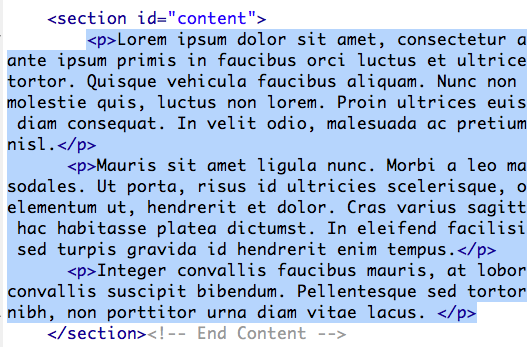 <section id="content">
<p>Lorem ipsum dolor sit amet, consectetur a
ante ipsum primis in faucibus orci luctus et ultrice
tortor. Quisque vehicula faucibus aliquam. Nunc non
molestie quis, luctus non lorem. Proin ultrices euis
diam consequat. In velit odio, malesuada ac pretium
nisl.</p>
<p>Mauris sit amet ligula nunc. Morbi a leo ma
sodales. Ut porta, risus id ultricies scelerisque, o
elementum ut, hendrerit et dolor. Cras varius sagitt
hac habitasse platea dictumst. In eleifend facilisi
sed turpis gravida id hendrerit enim tempus.</p>
<p>Integer convallis faucibus mauris, at lobor
convallis suscipit bibendum. Pellentesque sed tortor
nibh, non porttitor urna diam vitae lacus. </p>
</section><!-- End Content -->